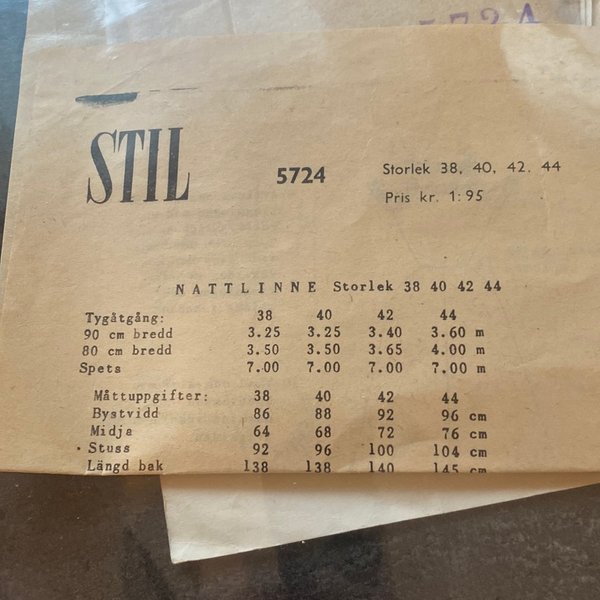 5724
STIL
5724
Storlek 38, 40, 42, 44
Pris kr. 1:95
NATTLINNE Storlek 38 40 42 44
Tygåtgång: 38 40 42 44
90 cm bredd 3.25 3.25 3.40 3.60 m
80 cm bredd 3.50 3.50 3.65 4.00 m
Spets 7.00 7.00 7.00 7.00 m
Måttuppgifter: 38 40 42 44
Bystvidd 86 88 92 96 cm
Midja 64 68 72 76 cm
Stuss 92 96 100 104 cm
Längd bak 138 138 140 145 cm